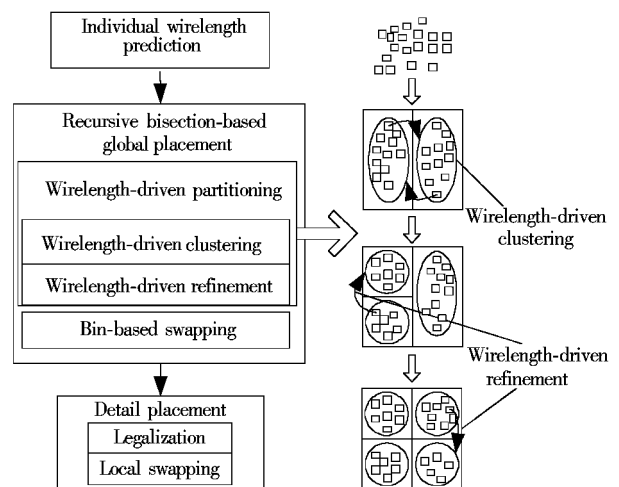 Individual wirelength
prediction
Recursive bisection-based
global placement
Wirelength-driven partitioning
Wirelength-driven clustering
Wirelength-driven refinement
Bin-based swapping
Detail placement
Legalization
Local swapping
Wirelength-driven
clustering
Wirelength-driven
refinement